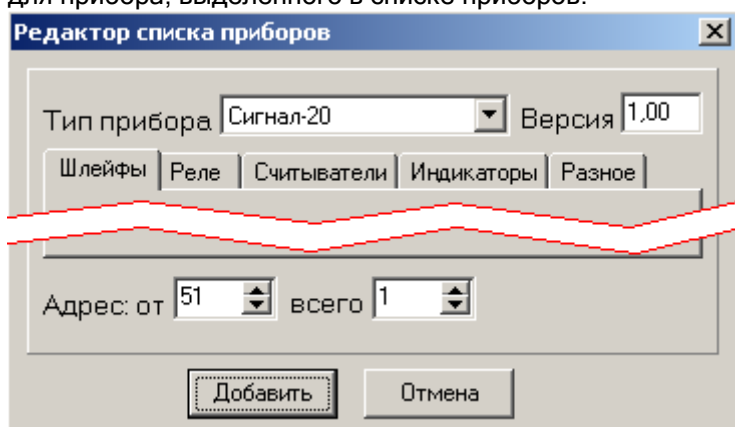 для прибора, выделенного в списке приборов.
Редактор списка приборов
Тип прибора Сигнал-20 Версия 1,00
Шлейфы Реле Считыватели Индикаторы Разное
Адрес: от 51 всего 1
Добавить Отмена